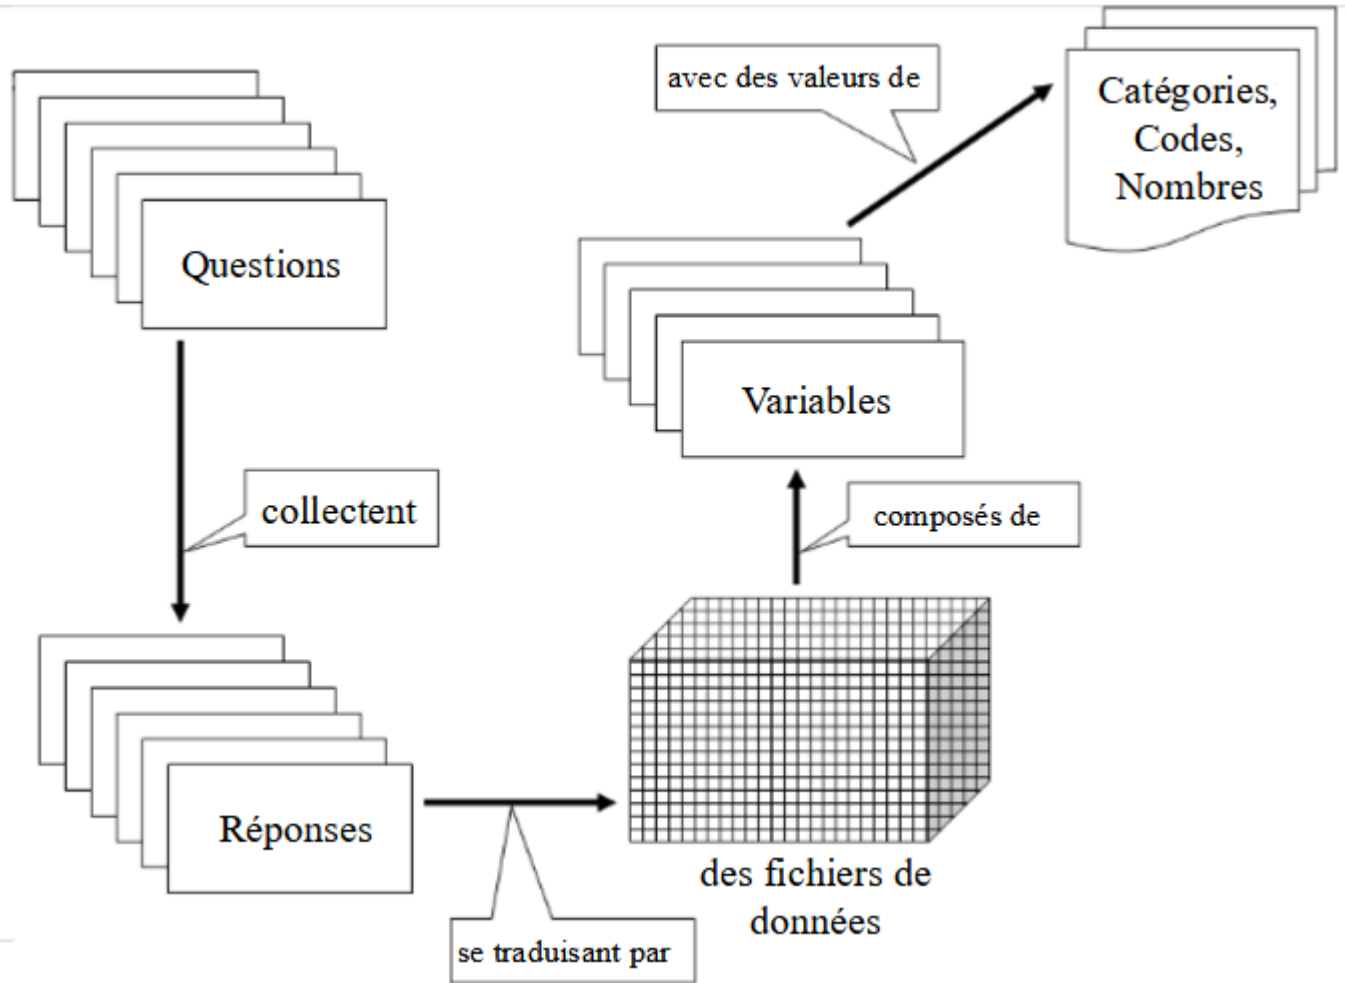 Questions
collectent
Réponses
se traduisant par
des fichiers de
données
composés de
Variables
avec des valeurs de
Catégories,
Codes,
Nombres